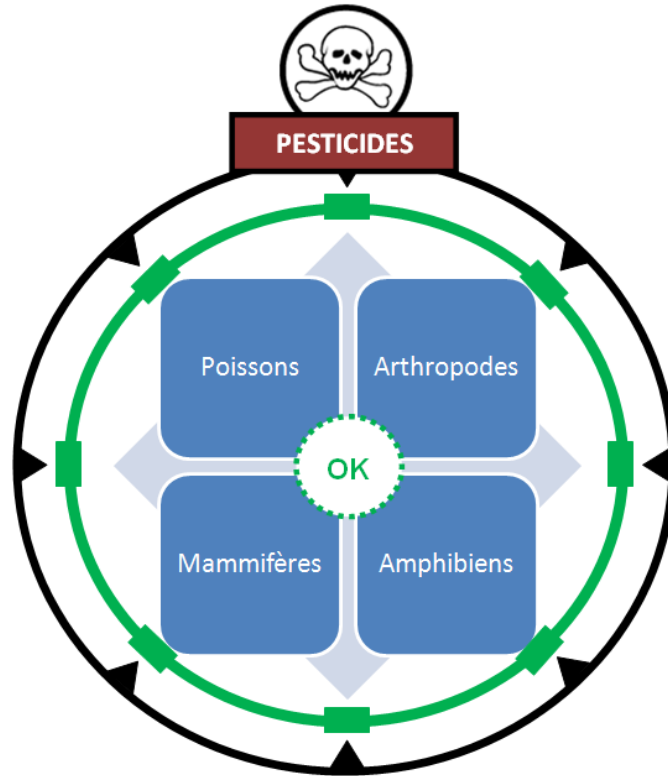 PESTICIDES
Poissons
Arthropodes
OK
Mammifères
Amphibiens